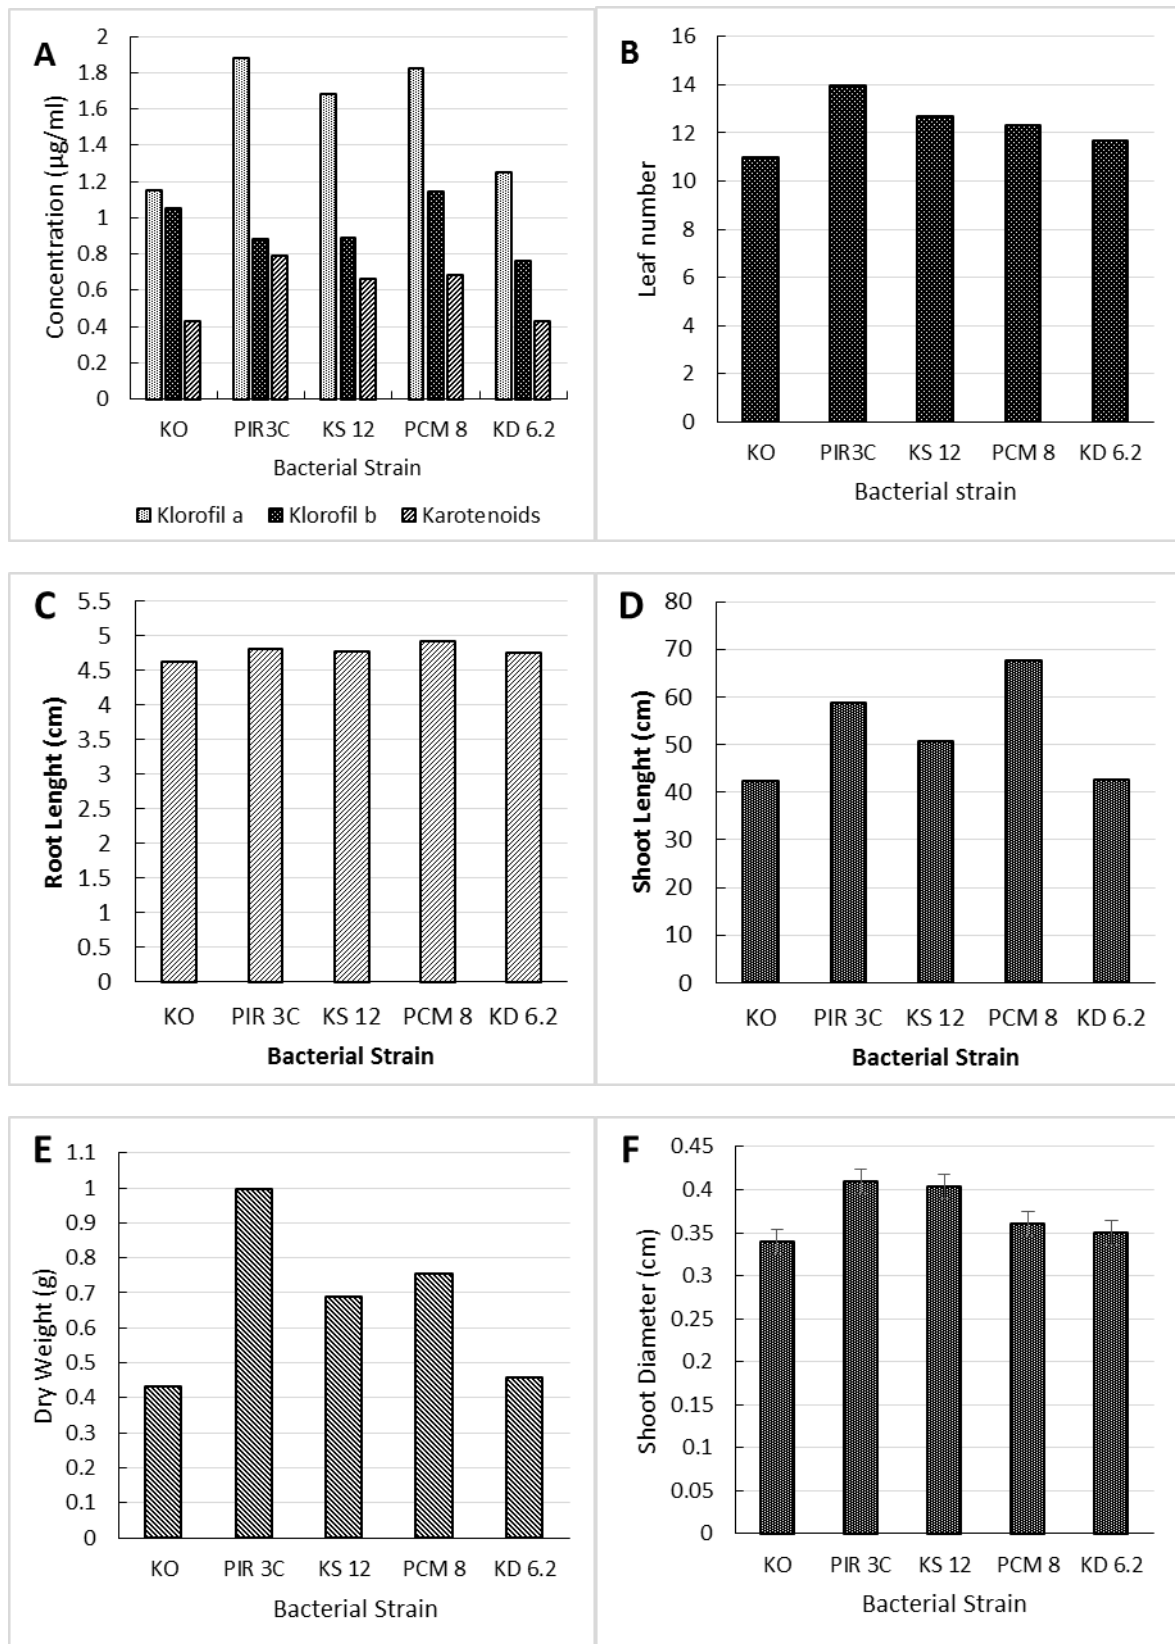 A
Concentration (µg/ml)
2
1.8
1.6
1.4
1.2
1
0.8
0.6
0.4
0.2
0
KO PIR3C KS 12 PCM 8 KD 6.2
Bacterial Strain
Klorofil a Klorofil b Karotenoids
B
Leaf number
16
14
12
10
8
6
4
2
0
KO PIR3C KS 12 PCM 8 KD 6.2
Bacterial strain
C
Root Lenght (cm)
5.5
5
4.5
4
3.5
3
2.5
2
1.5
1
0.5
0
KO PIR 3C KS 12 PCM 8 KD 6.2
Bacterial Strain
D
Shoot Lenght (cm)
80
70
60
50
40
30
20
10
0
KO PIR 3C KS 12 PCM 8 KD 6.2
Bacterial Strain
E
Dry Weight (g)
1.1
1
0.9
0.8
0.7
0.6
0.5
0.4
0.3
0.2
0.1
0
KO PIR 3C KS 12 PCM 8 KD 6.2
Bacterial Strain
F
Shoot Diameter (cm)
0.45
0.4
0.35
0.3
0.25
0.2
0.15
0.1
0.05
0
KO PIR 3C KS 12 PCM 8 KD 6.2
Bacterial Strain